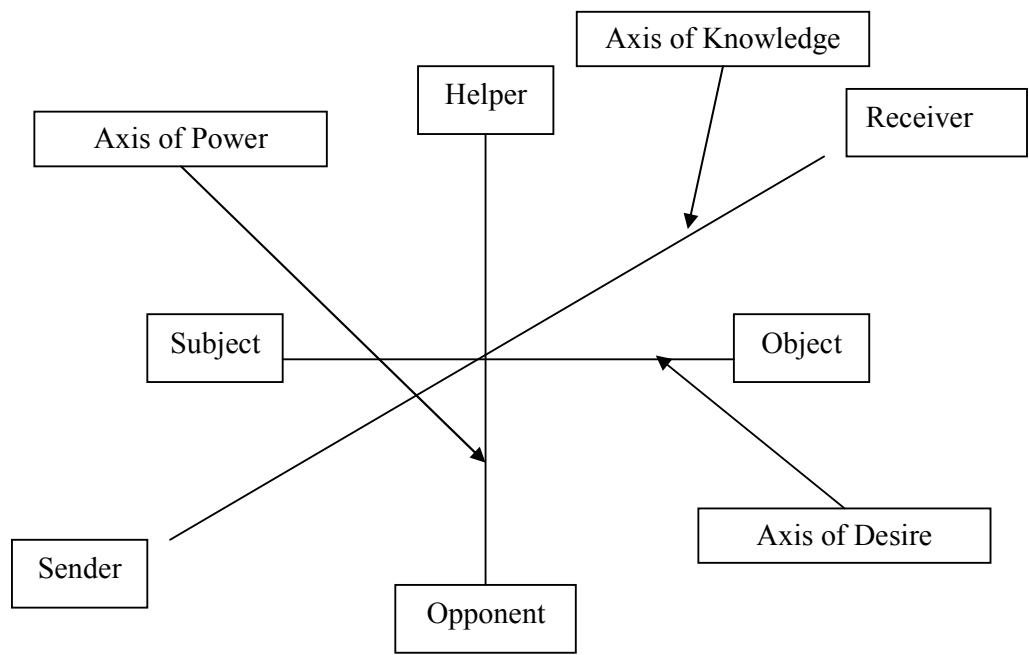 Axis of Knowledge
Helper
Receiver
Axis of Power
Subject
Object
Axis of Desire
Sender
Opponent